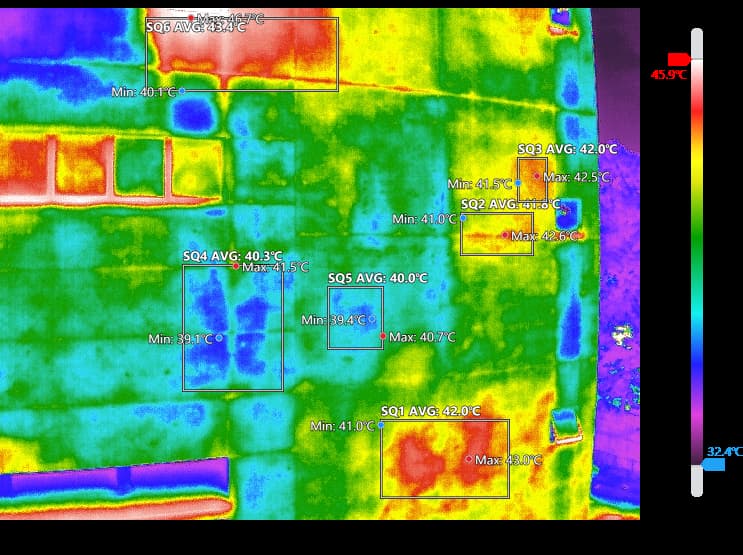 Max: 46.7℃
SQ6 AVG: 43.4℃
Min: 40.1℃
SQ3 AVG: 42.0℃
Min: 41.5℃
Max: 42.5℃
SQ2 AVG: 41.8℃
Min: 41.0℃
Max: 42.6℃
SQ4 AVG: 40.3℃
Max: 41.5℃
Min: 39.1℃
SQ5 AVG: 40.0℃
Min: 39.4℃
Max: 40.7℃
SQ1 AVG: 42.0℃
Min: 41.0℃
Max: 43.0℃
45.9℃
32.4℃